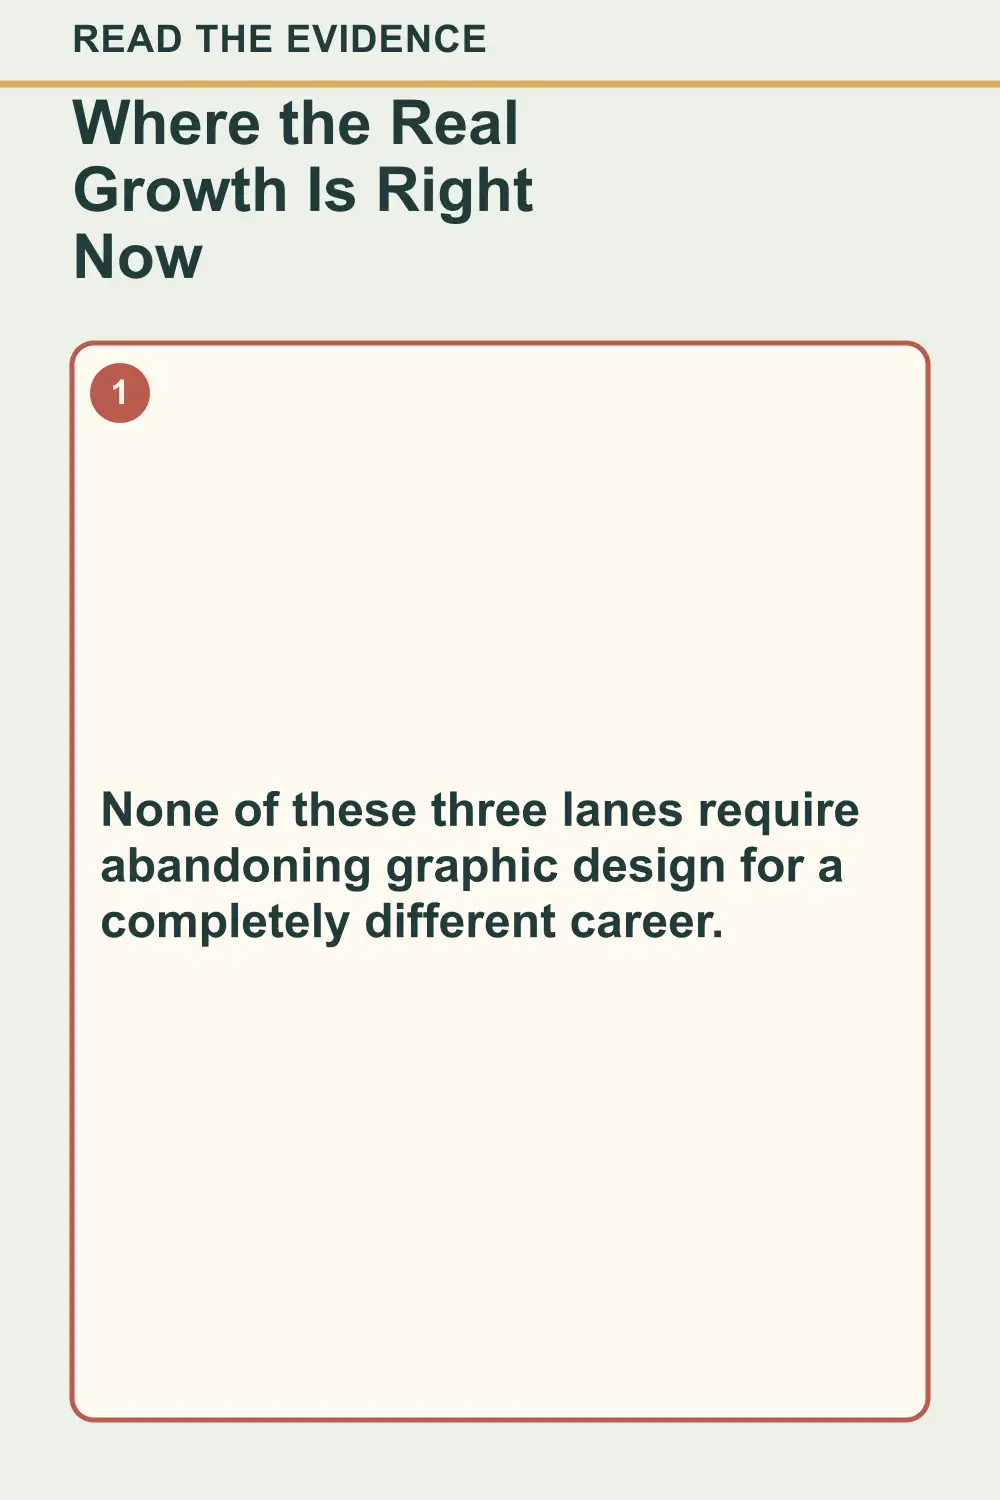 READ THE EVIDENCE
Where the Real
Growth Is Right
Now
1
None of these three lanes require
abandoning graphic design for a
completely different career.